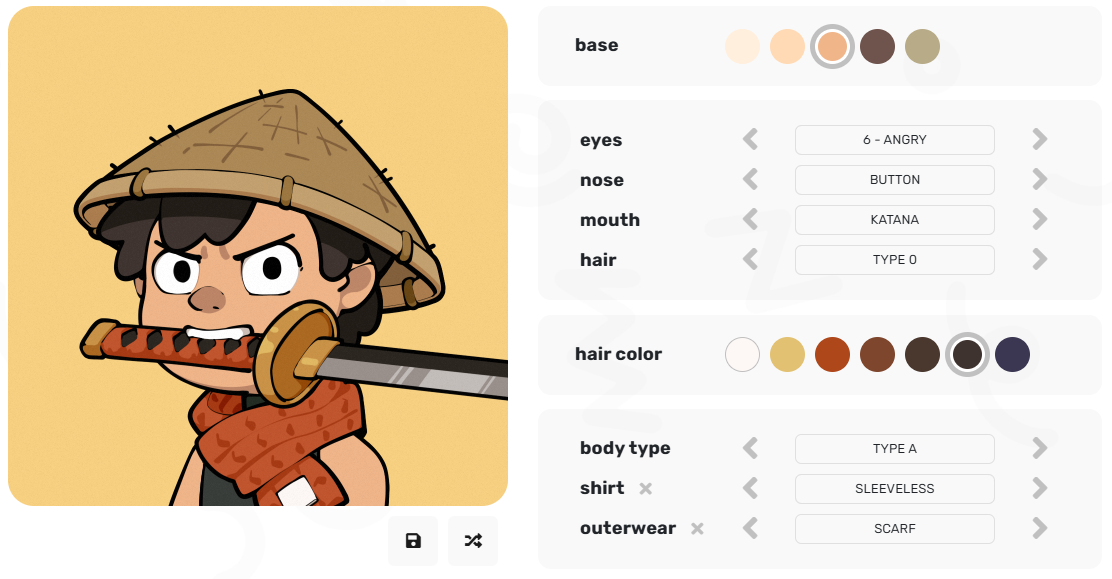 base
eyes 6 - ANGRY
nose BUTTON
mouth KATANA
hair TYPE 0
hair color
body type TYPE A
shirt SLEEVELESS
outerwear SCARF